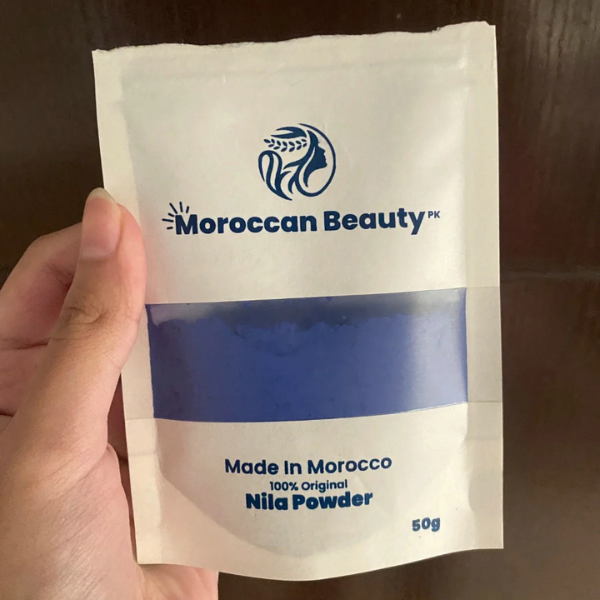 Moroccan Beauty PK
Made In Morocco
100% Original
Nila Powder
50g